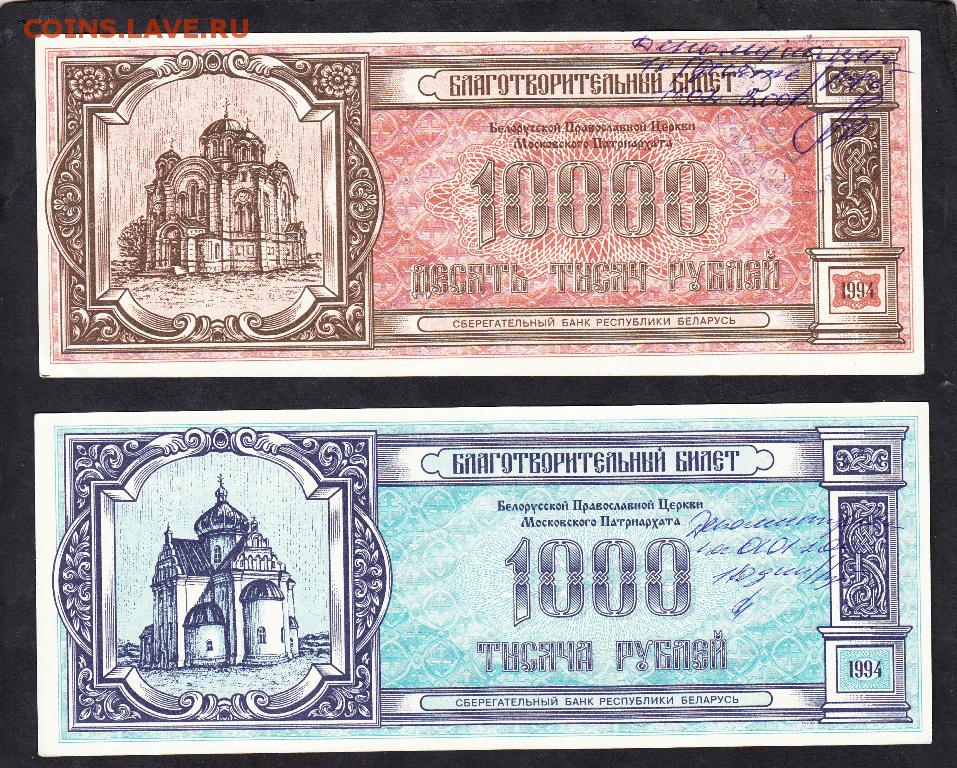 COINS.LAVE.RU
БЛАГОТВОРИТЕЛЬНЫЙ БИЛЕТ
Белорусской Православной Церкви
Московского Патриархата
10000
ДЕСЯТЬ ТЫСЯЧ РУБЛЕЙ
1994
СБЕРЕГАТЕЛЬНЫЙ БАНК РЕСПУБЛИКИ БЕЛАРУСЬ
БЛАГОТВОРИТЕЛЬНЫЙ БИЛЕТ
Белорусской Православной Церкви
Московского Патриархата
1000
ТЫСЯЧА РУБЛЕЙ
1994
СБЕРЕГАТЕЛЬНЫЙ БАНК РЕСПУБЛИКИ БЕЛАРУСЬ